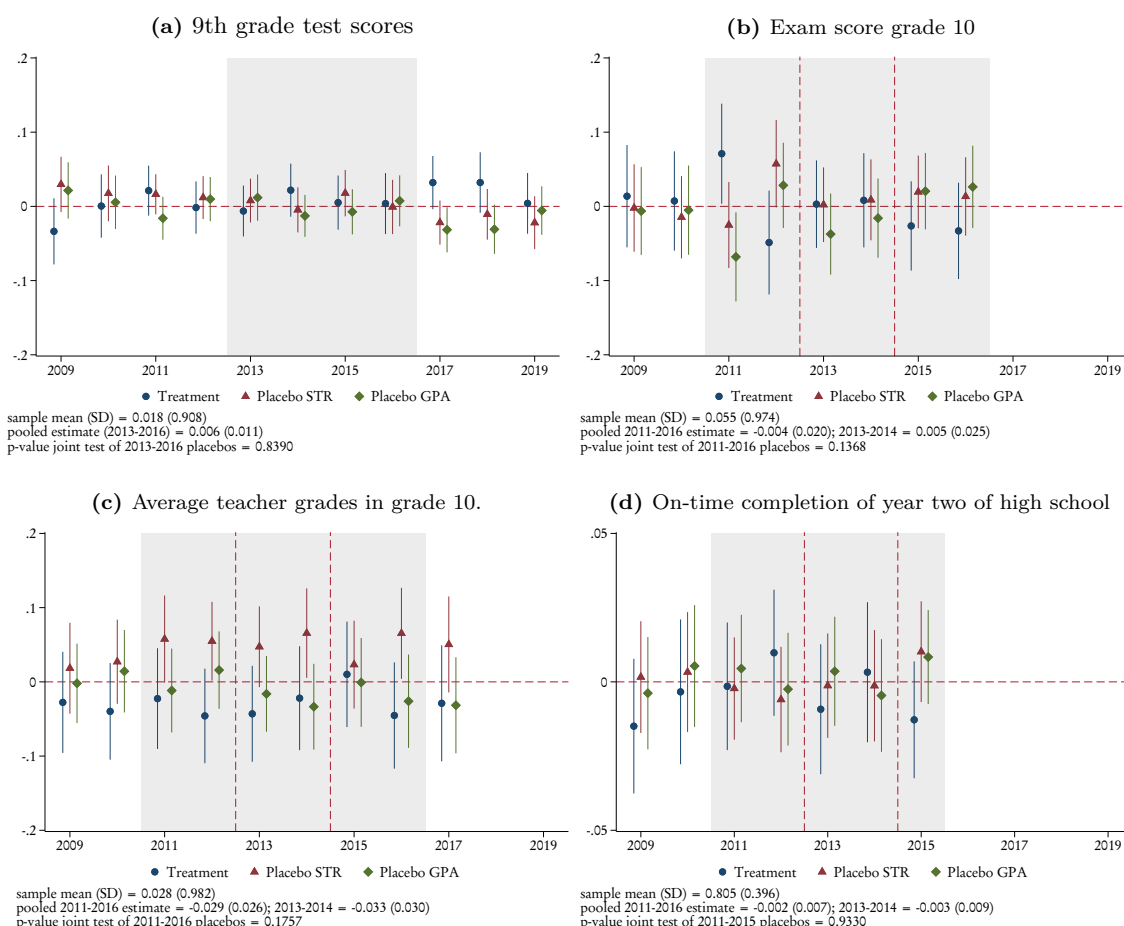 (a) 9th grade test scores
.2
.1
0
-.1
-.2
2009 2011 2013 2015 2017 2019
Treatment Placebo STR Placebo GPA
sample mean (SD) = 0.018 (0.908)
pooled estimate (2013-2016) = 0.006 (0.011)
p-value joint test of 2013-2016 placebos = 0.8390
(b) Exam score grade 10
.2
.1
0
-.1
-.2
2009 2011 2013 2015 2017 2019
Treatment Placebo STR Placebo GPA
sample mean (SD) = 0.055 (0.974)
pooled 2011-2016 estimate = -0.004 (0.020); 2013-2014 = 0.005 (0.025)
p-value joint test of 2011-2016 placebos = 0.1368
(c) Average teacher grades in grade 10.
.2
.1
0
-.1
-.2
2009 2011 2013 2015 2017 2019
Treatment Placebo STR Placebo GPA
sample mean (SD) = 0.028 (0.982)
pooled 2011-2016 estimate = -0.029 (0.026); 2013-2014 = -0.033 (0.030)
p-value joint test of 2011-2016 placebos = 0.1757
(d) On-time completion of year two of high school
.05
0
-.05
2009 2011 2013 2015 2017 2019
Treatment Placebo STR Placebo GPA
sample mean (SD) = 0.805 (0.396)
pooled 2011-2016 estimate = -0.002 (0.007); 2013-2014 = -0.003 (0.009)
p-value joint test of 2011-2015 placebos = 0.9330